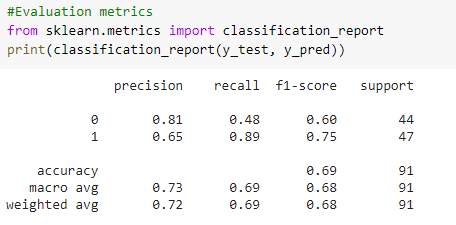 #Evaluation metrics
from sklearn.metrics import classification_report
print(classification_report(y_test, y_pred))
precision recall f1-score support
0 0.81 0.48 0.60 44
1 0.65 0.89 0.75 47
accuracy 0.69 91
macro avg 0.73 0.69 0.68 91
weighted avg 0.72 0.69 0.68 91